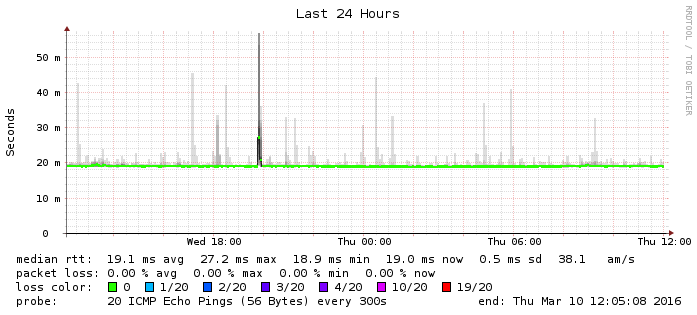 Last 24 Hours
RRDTOOL / TOBI OETIKER
Seconds
50 m
40 m
30 m
20 m
10 m
0
Wed 18:00 Thu 00:00 Thu 06:00 Thu 12:00
median rtt: 19.1 ms avg 27.2 ms max 18.9 ms min 19.0 ms now 0.5 ms sd 38.1 am/s
packet loss: 0.00 % avg 0.00 % max 0.00 % min 0.00 % now
loss color: 0 1/20 2/20 3/20 4/20 10/20 19/20
probe: 20 ICMP Echo Pings (56 Bytes) every 300s end: Thu Mar 10 12:05:08 2016